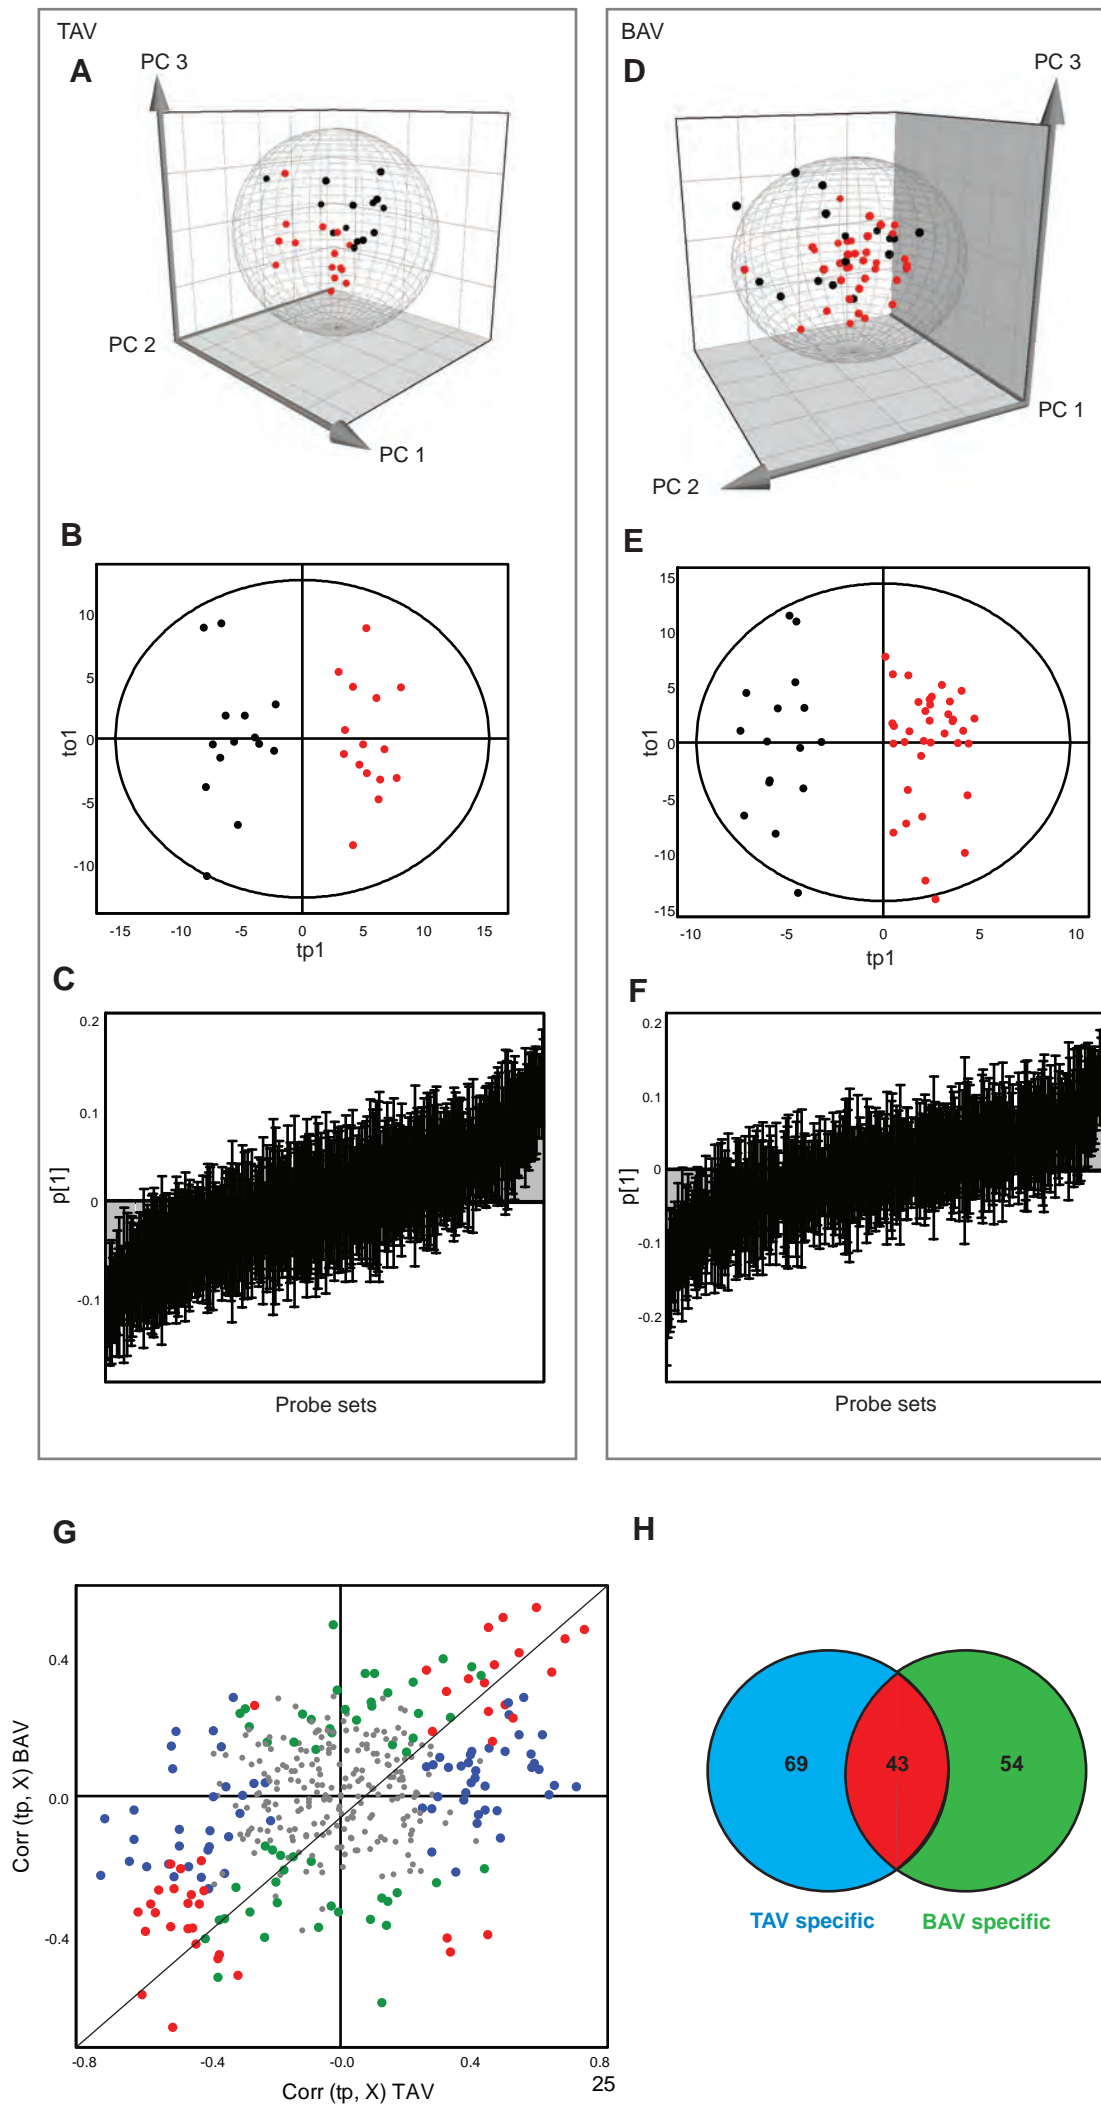 TAV
A
PC 3
PC 2
PC 1
B
10
5
0
-5
-10
to1
-15
-10
-5
0
5
10
15
tp1
C
0.2
0.1
0
-0.1
p[1]
Probe sets
BAV
D
PC 3
PC 1
PC 2
E
15
10
5
0
-5
-10
-15
to1
-10
-5
0
5
10
tp1
F
0.2
0.1
0
-0.1
-0.2
p[1]
Probe sets
G
0.4
0.0
-0.4
Corr (tp, X) BAV
-0.8
-0.4
-0.0
0.4
0.8
Corr (tp, X) TAV
25
H
69
43
54
TAV specific
BAV specific